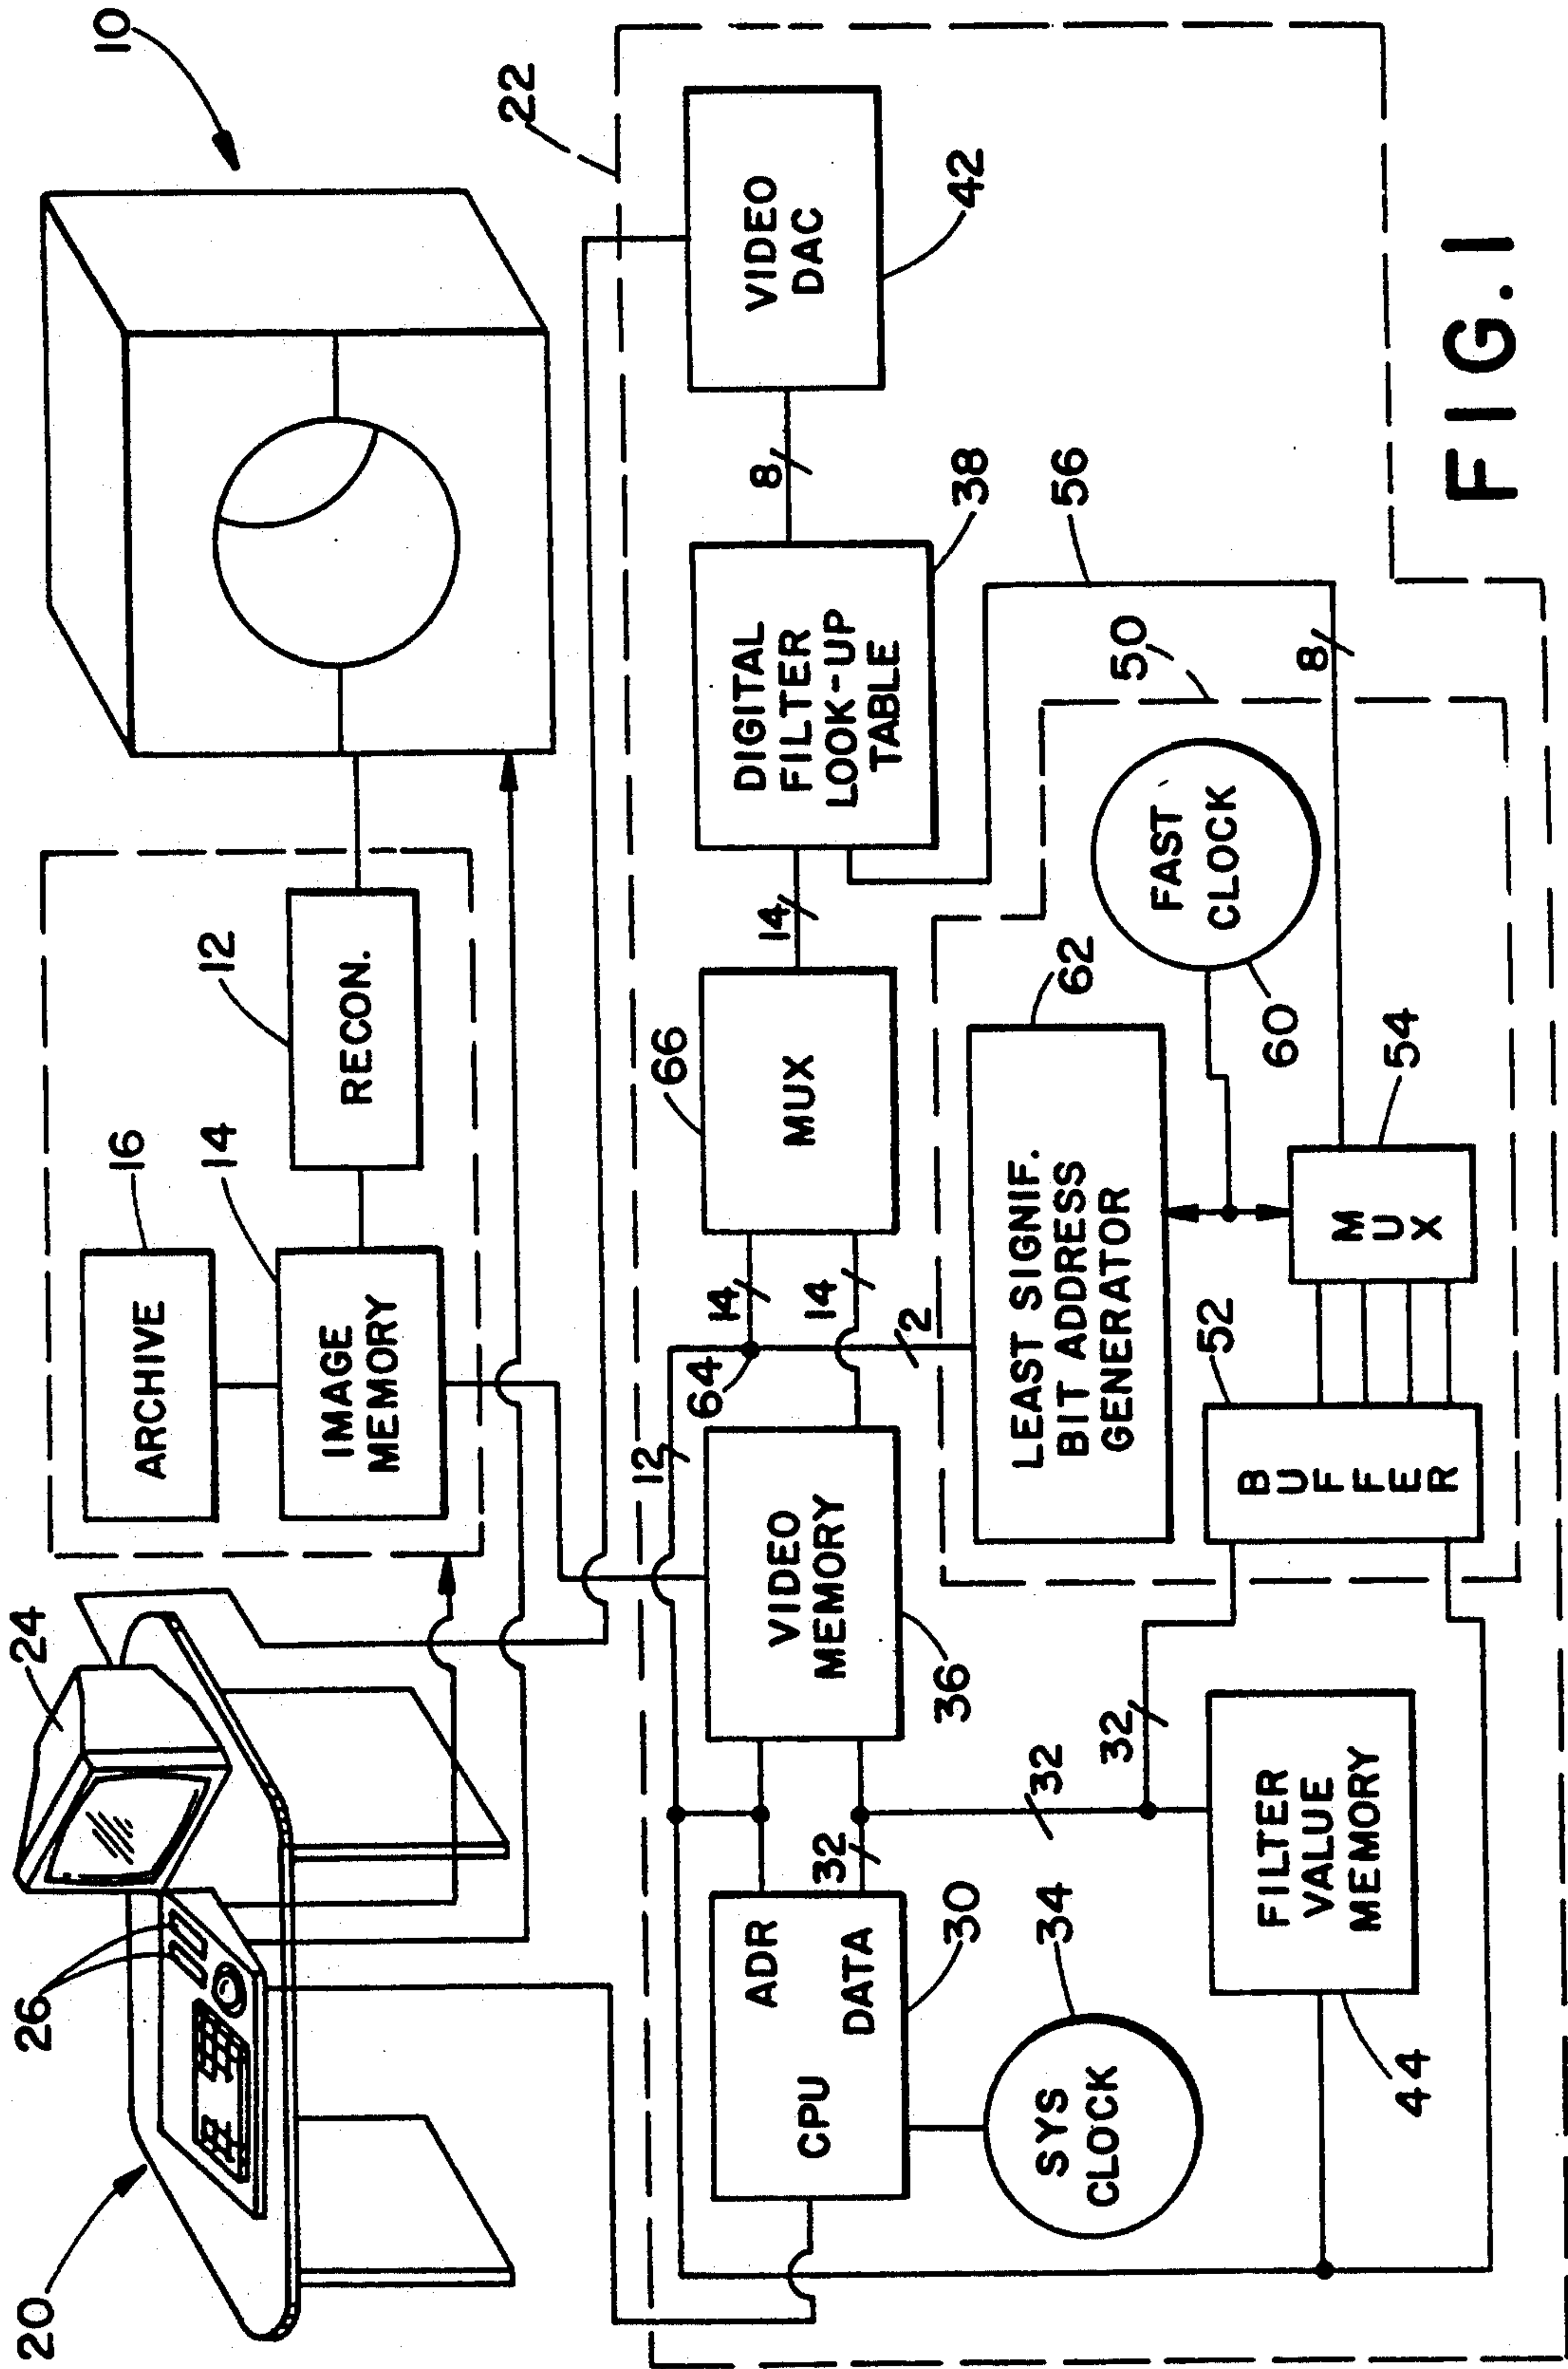 10
24
26
20
16
ARCHIVE
14
IMAGE
MEMORY
12
RECON.
22
12
64
14
14
2
66
MUX
14
DIGITAL
FILTER
LOOK-UP
TABLE
38
8
VIDEO
DAC
42
ADR
DATA
CPU
30
32
VIDEO
MEMORY
36
SYS
CLOCK
34
32
32
FILTER
VALUE
MEMORY
44
50
LEAST SIGNIF.
BIT ADDRESS
GENERATOR
62
FAST
CLOCK
60
BUFFER
52
MUX
54
8
56
FIG.1